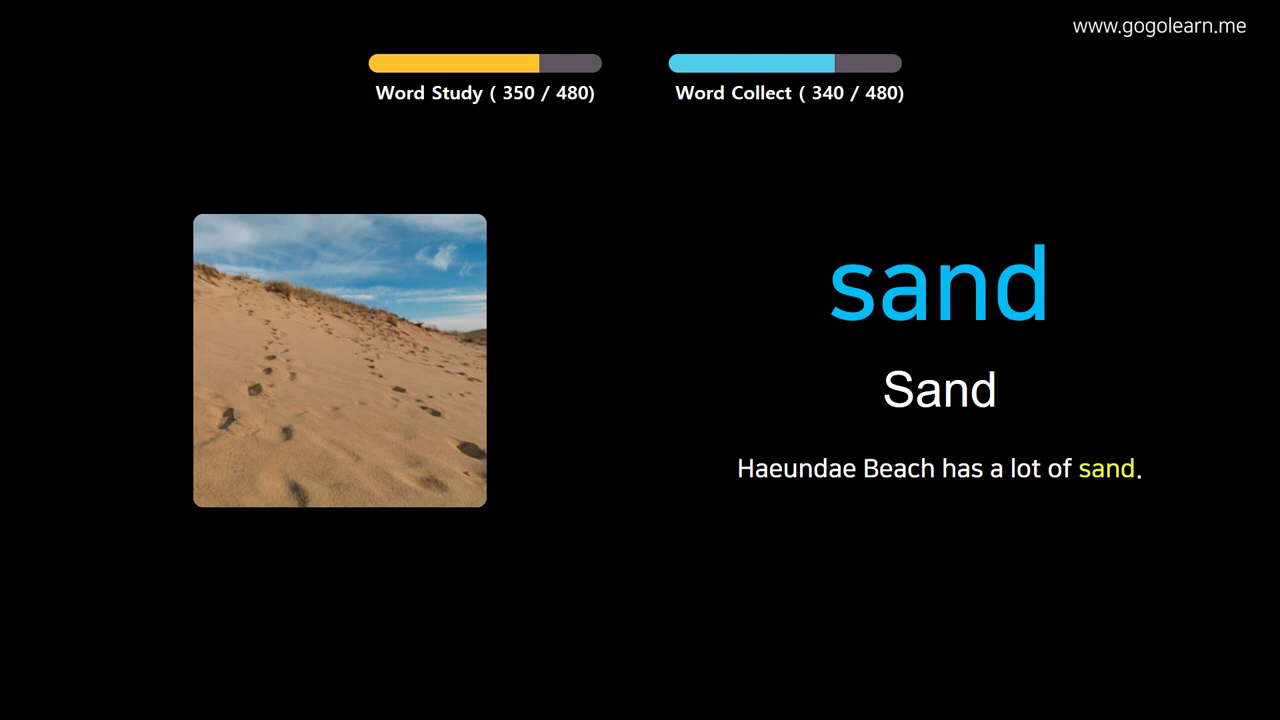 www.gogolearn.me
Word Study ( 350 / 480)
Word Collect ( 340 / 480)
sand
Sand
Haeundae Beach has a lot of sand.